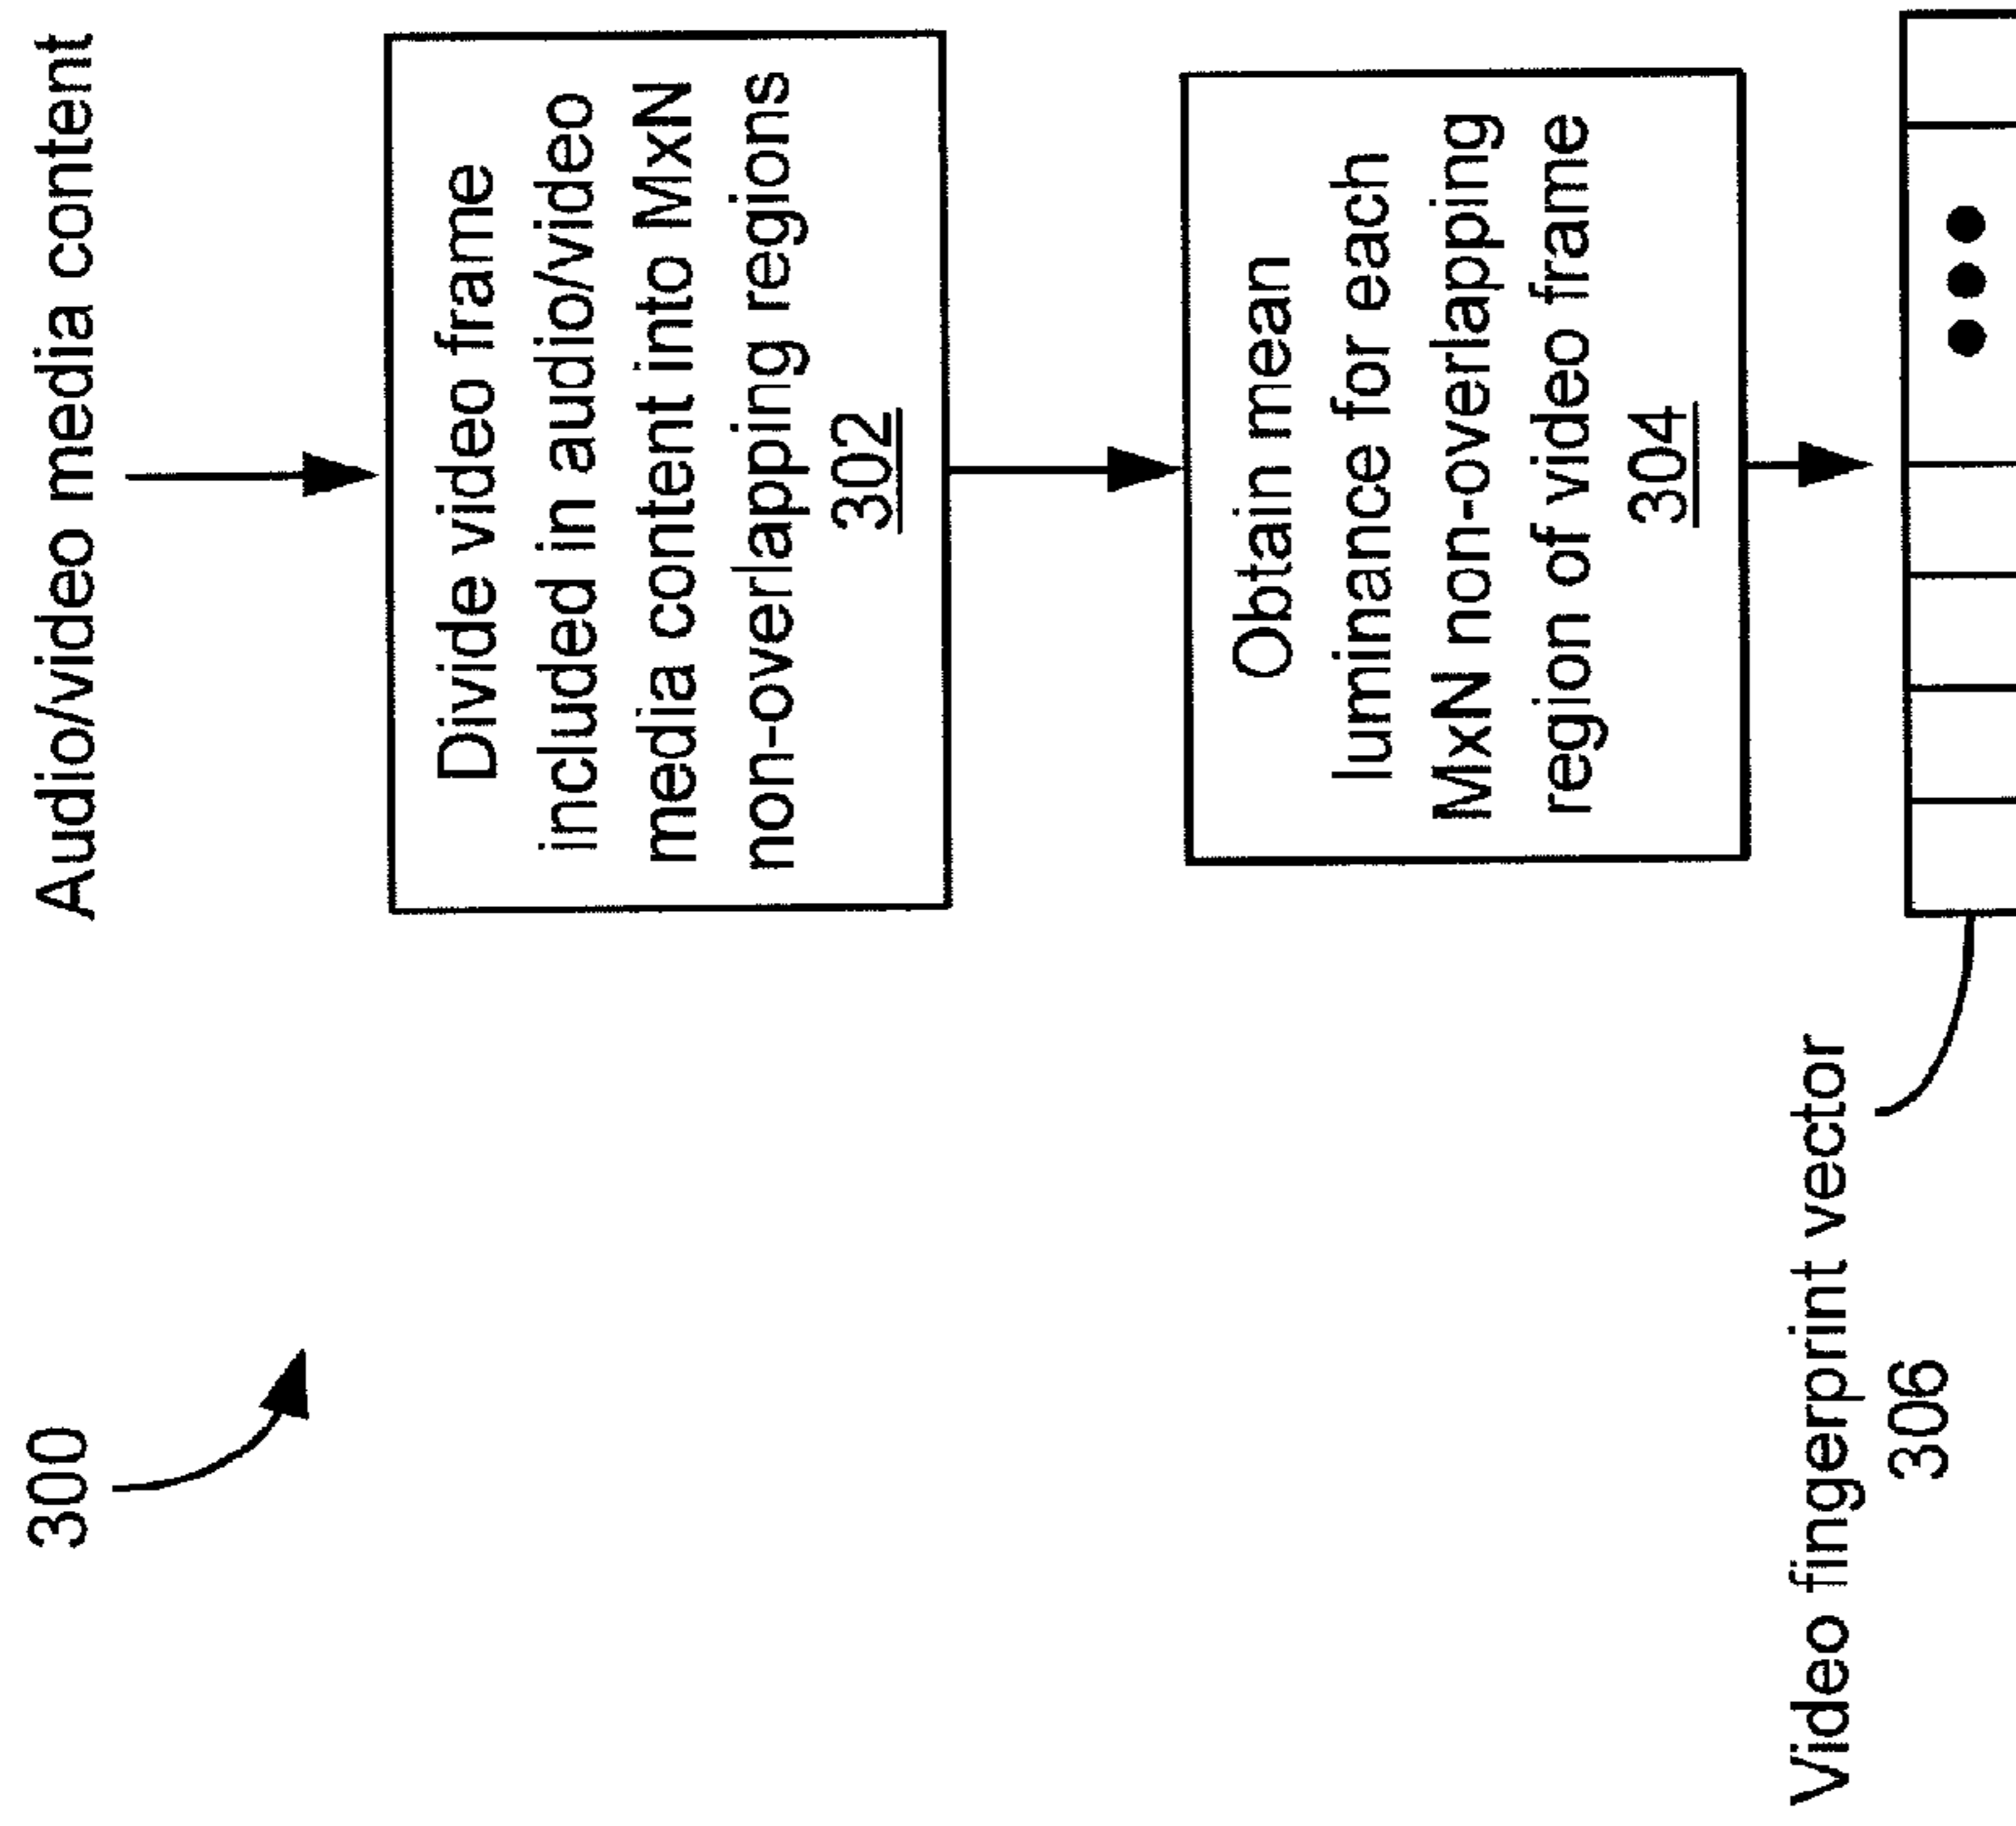 300
Audio/video media content
Divide video frame
included in audio/video
media content into MxN
non-overlapping regions
302
Obtain mean
luminance for each
MxN non-overlapping
region of video frame
304
Video fingerprint vector
306